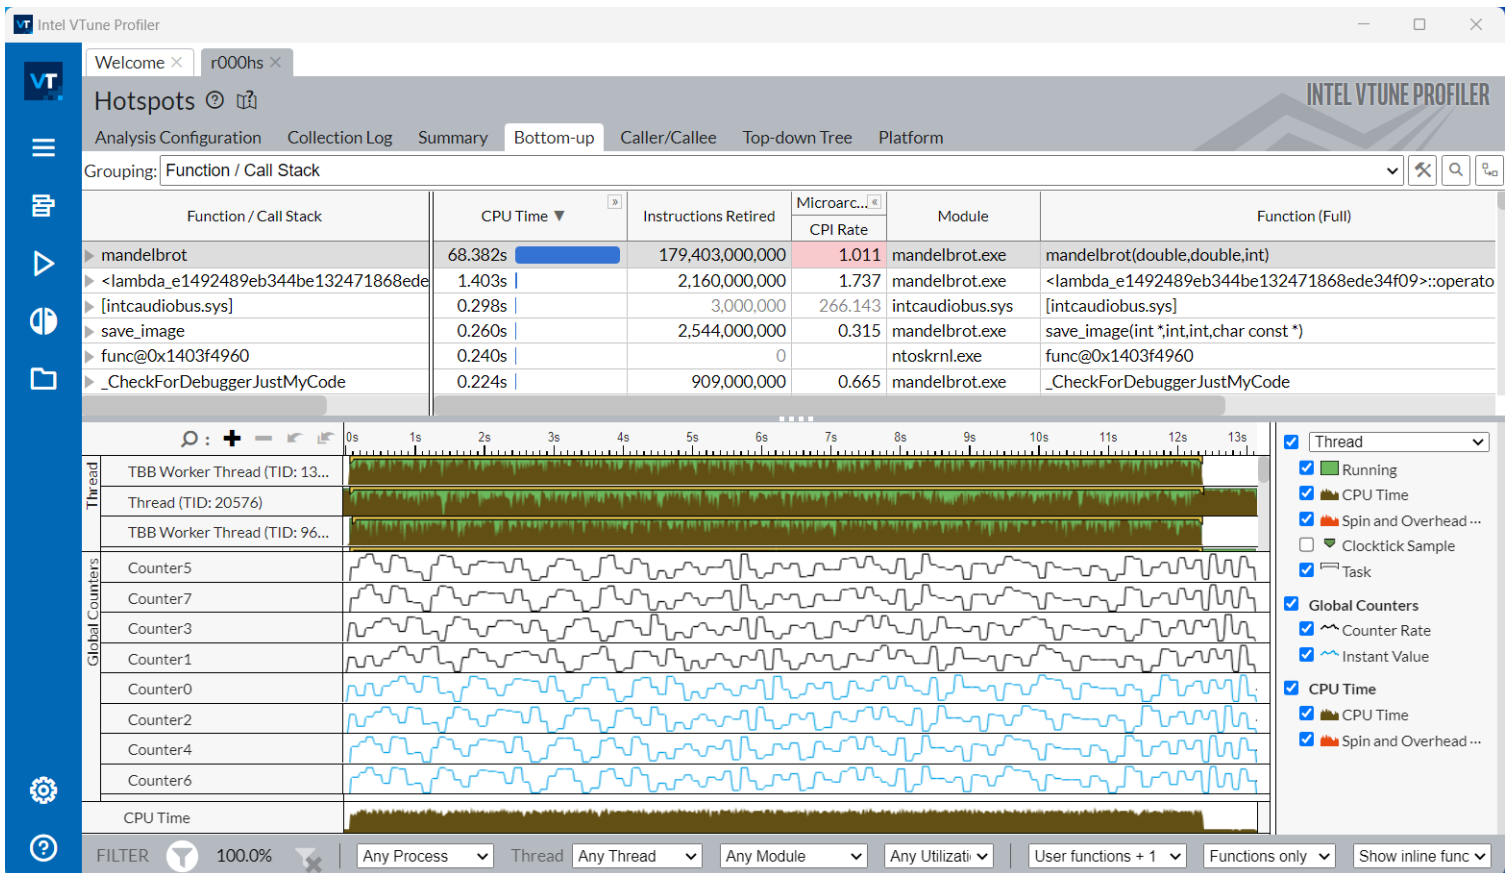 VT Intel VTune Profiler
Welcome r000hs
VT
Hotspots
INTEL VTUNE PROFILER
Analysis Configuration Collection Log Summary Bottom-up Caller/Callee Top-down Tree Platform
Grouping: Function / Call Stack
Function / Call Stack CPU Time ▼ » Instructions Retired Microarc... « Module Function (Full)
CPI Rate
mandelbrot 68.382s 179,403,000,000 1.011 mandelbrot.exe mandelbrot(double,double,int)
<lambda_e1492489eb344be132471868ede 1.403s 2,160,000,000 1.737 mandelbrot.exe <lambda_e1492489eb344be132471868ede34f09>::operato
[intcaudiobus.sys] 0.298s 3,000,000 266.143 intcaudiobus.sys [intcaudiobus.sys]
save_image 0.260s 2,544,000,000 0.315 mandelbrot.exe save_image(int *,int,int,char const *)
func@0x1403f4960 0.240s 0 ntoskrnl.exe func@0x1403f4960
_CheckForDebuggerJustMyCode 0.224s 909,000,000 0.665 mandelbrot.exe _CheckForDebuggerJustMyCode
0s 1s 2s 3s 4s 5s 6s 7s 8s 9s 10s 11s 12s 13s
Thread
TBB Worker Thread (TID: 13...
Thread (TID: 20576)
TBB Worker Thread (TID: 96...
Global Counters
Counter5
Counter7
Counter3
Counter1
Counter0
Counter2
Counter4
Counter6
CPU Time
Thread
Running
CPU Time
Spin and Overhead ...
Clocktick Sample
Task
Global Counters
Counter Rate
Instant Value
CPU Time
CPU Time
Spin and Overhead ...
FILTER 100.0% Any Process Thread Any Thread Any Module Any Utilizati User functions + 1 Functions only Show inline func